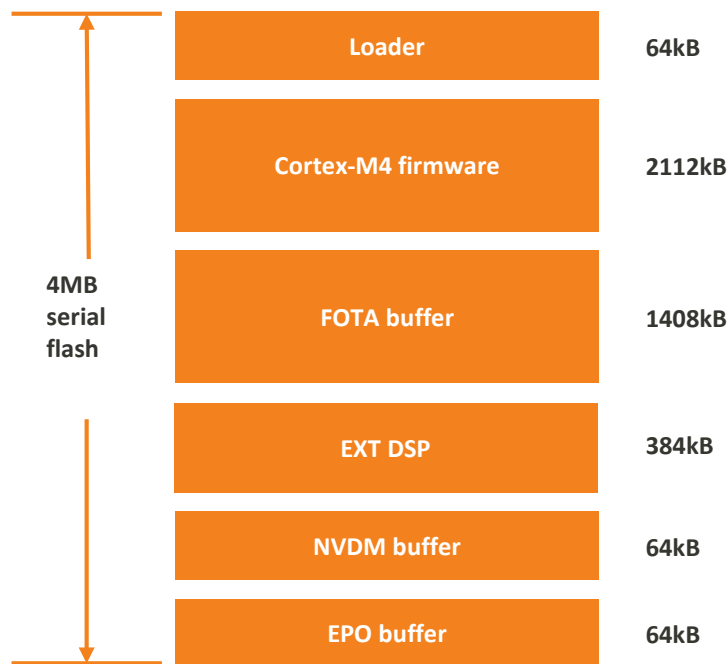 Loader 64kB
Cortex-M4 firmware 2112kB
4MB
serial
flash
FOTA buffer 1408kB
EXT DSP 384kB
NVDM buffer 64kB
EPO buffer 64kB